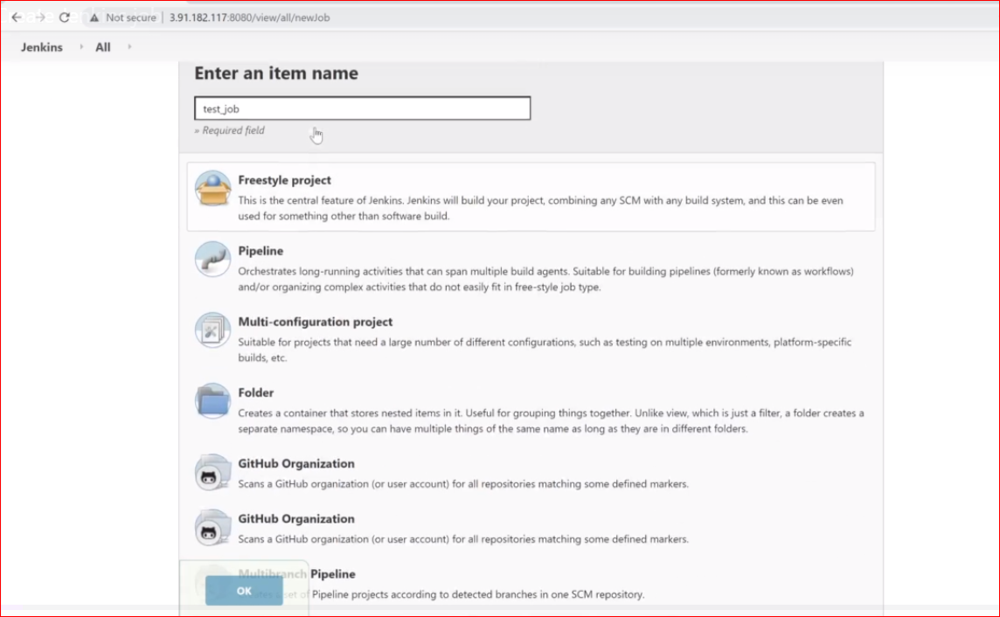 Not secure | 3.91.182.117:8080/view/all/newJob
Jenkins All
Enter an item name
test_job
» Required field
Freestyle project
This is the central feature of Jenkins. Jenkins will build your project, combining any SCM with any build system, and this can be even
used for something other than software build.
Pipeline
Orchestrates long-running activities that can span multiple build agents. Suitable for building pipelines (formerly known as workflows)
and/or organizing complex activities that do not easily fit in free-style job type.
Multi-configuration project
Suitable for projects that need a large number of different configurations, such as testing on multiple environments, platform-specific
builds, etc.
Folder
Creates a container that stores nested items in it. Useful for grouping things together. Unlike view, which is just a filter, a folder creates a
separate namespace, so you can have multiple things of the same name as long as they are in different folders.
GitHub Organization
Scans a GitHub organization (or user account) for all repositories matching some defined markers.
GitHub Organization
Scans a GitHub organization (or user account) for all repositories matching some defined markers.
Multibranch Pipeline
OK
set of Pipeline projects according to detected branches in one SCM repository.